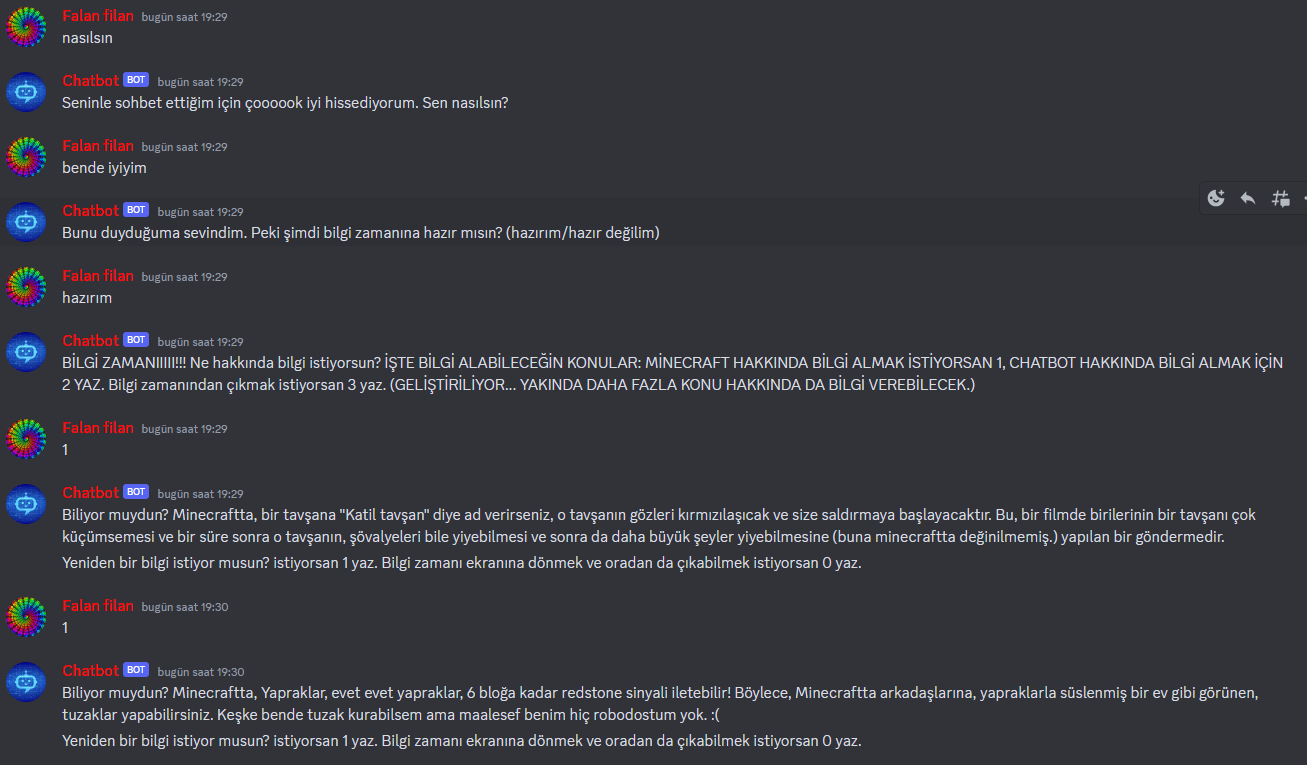 Falan filan bugün saat 19:29
nasılsın
Chatbot BOT bugün saat 19:29
Seninle sohbet ettiğim için çoooook iyi hissediyorum. Sen nasılsın?
Falan filan bugün saat 19:29
bende iyiyim
Chatbot BOT bugün saat 19:29
Bunu duyduğuma sevindim. Peki şimdi bilgi zamanına hazır mısın? (hazırım/hazır değilim)
Falan filan bugün saat 19:29
hazırım
Chatbot BOT bugün saat 19:29
BİLGİ ZAMANIIIII!!! Ne hakkında bilgi istiyorsun? İŞTE BİLGİ ALABİLECEĞİN KONULAR: MİNECRAFT HAKKINDA BİLGİ ALMAK İSTİYORSAN 1, CHATBOT HAKKINDA BİLGİ ALMAK İÇİN
2 YAZ. Bilgi zamanından çıkmak istiyorsan 3 yaz. (GELİŞTİRİLİYOR... YAKINDA DAHA FAZLA KONU HAKKINDA DA BİLGİ VEREBİLECEK.)
Falan filan bugün saat 19:29
1
Chatbot BOT bugün saat 19:29
Biliyor muydun? Minecraftta, bir tavşana "Katil tavşan" diye ad verirseniz, o tavşanın gözleri kırmızılaşıcak ve size saldırmaya başlayacaktır. Bu, bir filmde birilerinin bir tavşanı çok
küçümsemesi ve bir süre sonra o tavşanın, şövalyeleri bile yiyebilmesi ve sonra da daha büyük şeyler yiyebilmesine (buna minecraftta değinilmemiş.) yapılan bir göndermedir.
Yeniden bir bilgi istiyor musun? istiyorsan 1 yaz. Bilgi zamanı ekranına dönmek ve oradan da çıkabilmek istiyorsan 0 yaz.
Falan filan bugün saat 19:30
1
Chatbot BOT bugün saat 19:30
Biliyor muydun? Minecraftta, Yapraklar, evet evet yapraklar, 6 bloğa kadar redstone sinyali iletebilir! Böylece, Minecraftta arkadaşlarına, yapraklarla süslenmiş bir ev gibi görünen,
tuzaklar yapabilirsiniz. Keşke bende tuzak kurabilsem ama maalesef benim hiç robodostum yok. :(
Yeniden bir bilgi istiyor musun? istiyorsan 1 yaz. Bilgi zamanı ekranına dönmek ve oradan da çıkabilmek istiyorsan 0 yaz.